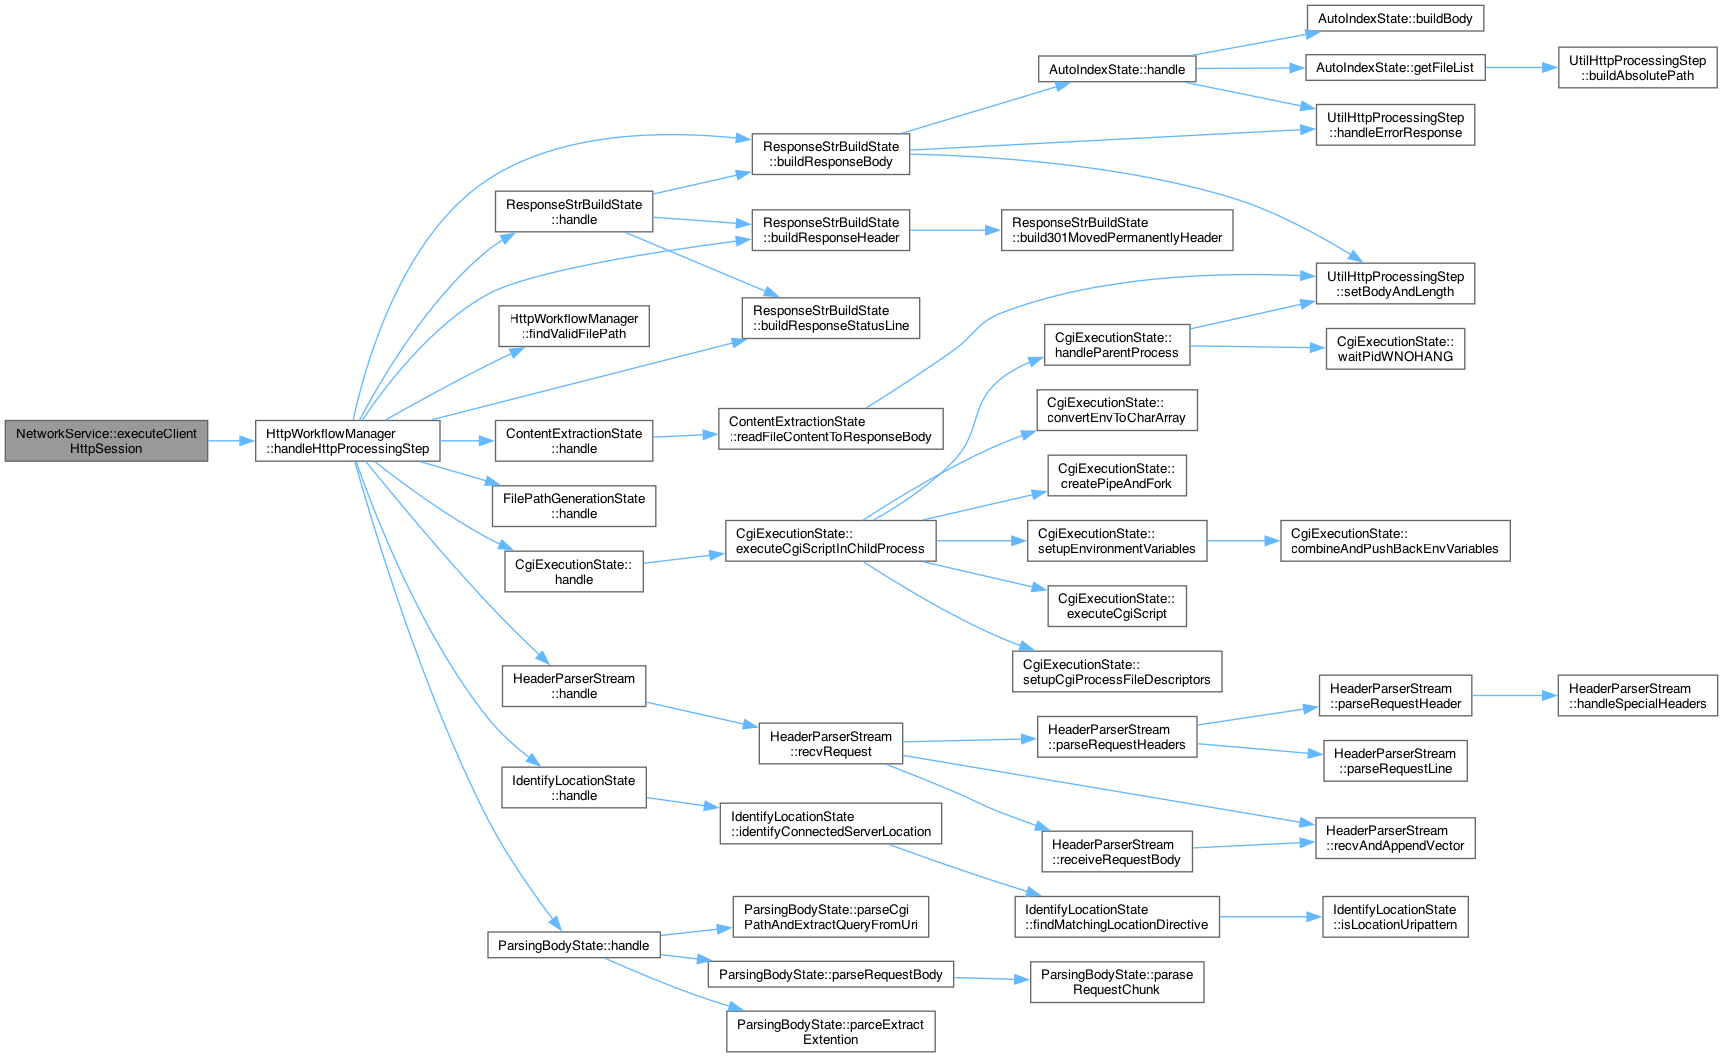 AutoIndexState::buildBody
AutoIndexState::handle
AutoIndexState::getFileList
UtilHttpProcessingStep
::buildAbsolutePath
UtilHttpProcessingStep
::handleErrorResponse
ResponseStrBuildState
::buildResponseBody
ResponseStrBuildState
::handle
ResponseStrBuildState
::buildResponseHeader
ResponseStrBuildState
::build301MovedPermanentlyHeader
UtilHttpProcessingStep
::setBodyAndLength
HttpWorkflowManager
::findValidFilePath
ResponseStrBuildState
::buildResponseStatusLine
CgiExecutionState::
handleParentProcess
CgiExecutionState::
waitPidWNOHANG
CgiExecutionState::
convertEnvToCharArray
NetworkService::executeClient
HttpSession
HttpWorkflowManager
::handleHttpProcessingStep
ContentExtractionState
::handle
ContentExtractionState
::readFileContentToResponseBody
CgiExecutionState::
createPipeAndFork
FilePathGenerationState
::handle
CgiExecutionState::
executeCgiScriptInChildProcess
CgiExecutionState::
setupEnvironmentVariables
CgiExecutionState::
combineAndPushBackEnvVariables
CgiExecutionState::
handle
CgiExecutionState::
executeCgiScript
CgiExecutionState::
setupCgiProcessFileDescriptors
HeaderParserStream
::handle
HeaderParserStream
::parseRequestHeader
HeaderParserStream
::handleSpecialHeaders
HeaderParserStream
::recvRequest
HeaderParserStream
::parseRequestHeaders
HeaderParserStream
::parseRequestLine
IdentifyLocationState
::handle
IdentifyLocationState
::identifyConnectedServerLocation
HeaderParserStream
::receiveRequestBody
HeaderParserStream
::recvAndAppendVector
ParsingBodyState::parseCgi
PathAndExtractQueryFromUri
IdentifyLocationState
::findMatchingLocationDirective
IdentifyLocationState
::isLocationUripattern
ParsingBodyState::handle
ParsingBodyState::parseRequestBody
ParsingBodyState::parase
RequestChunk
ParsingBodyState::parceExtract
Extention